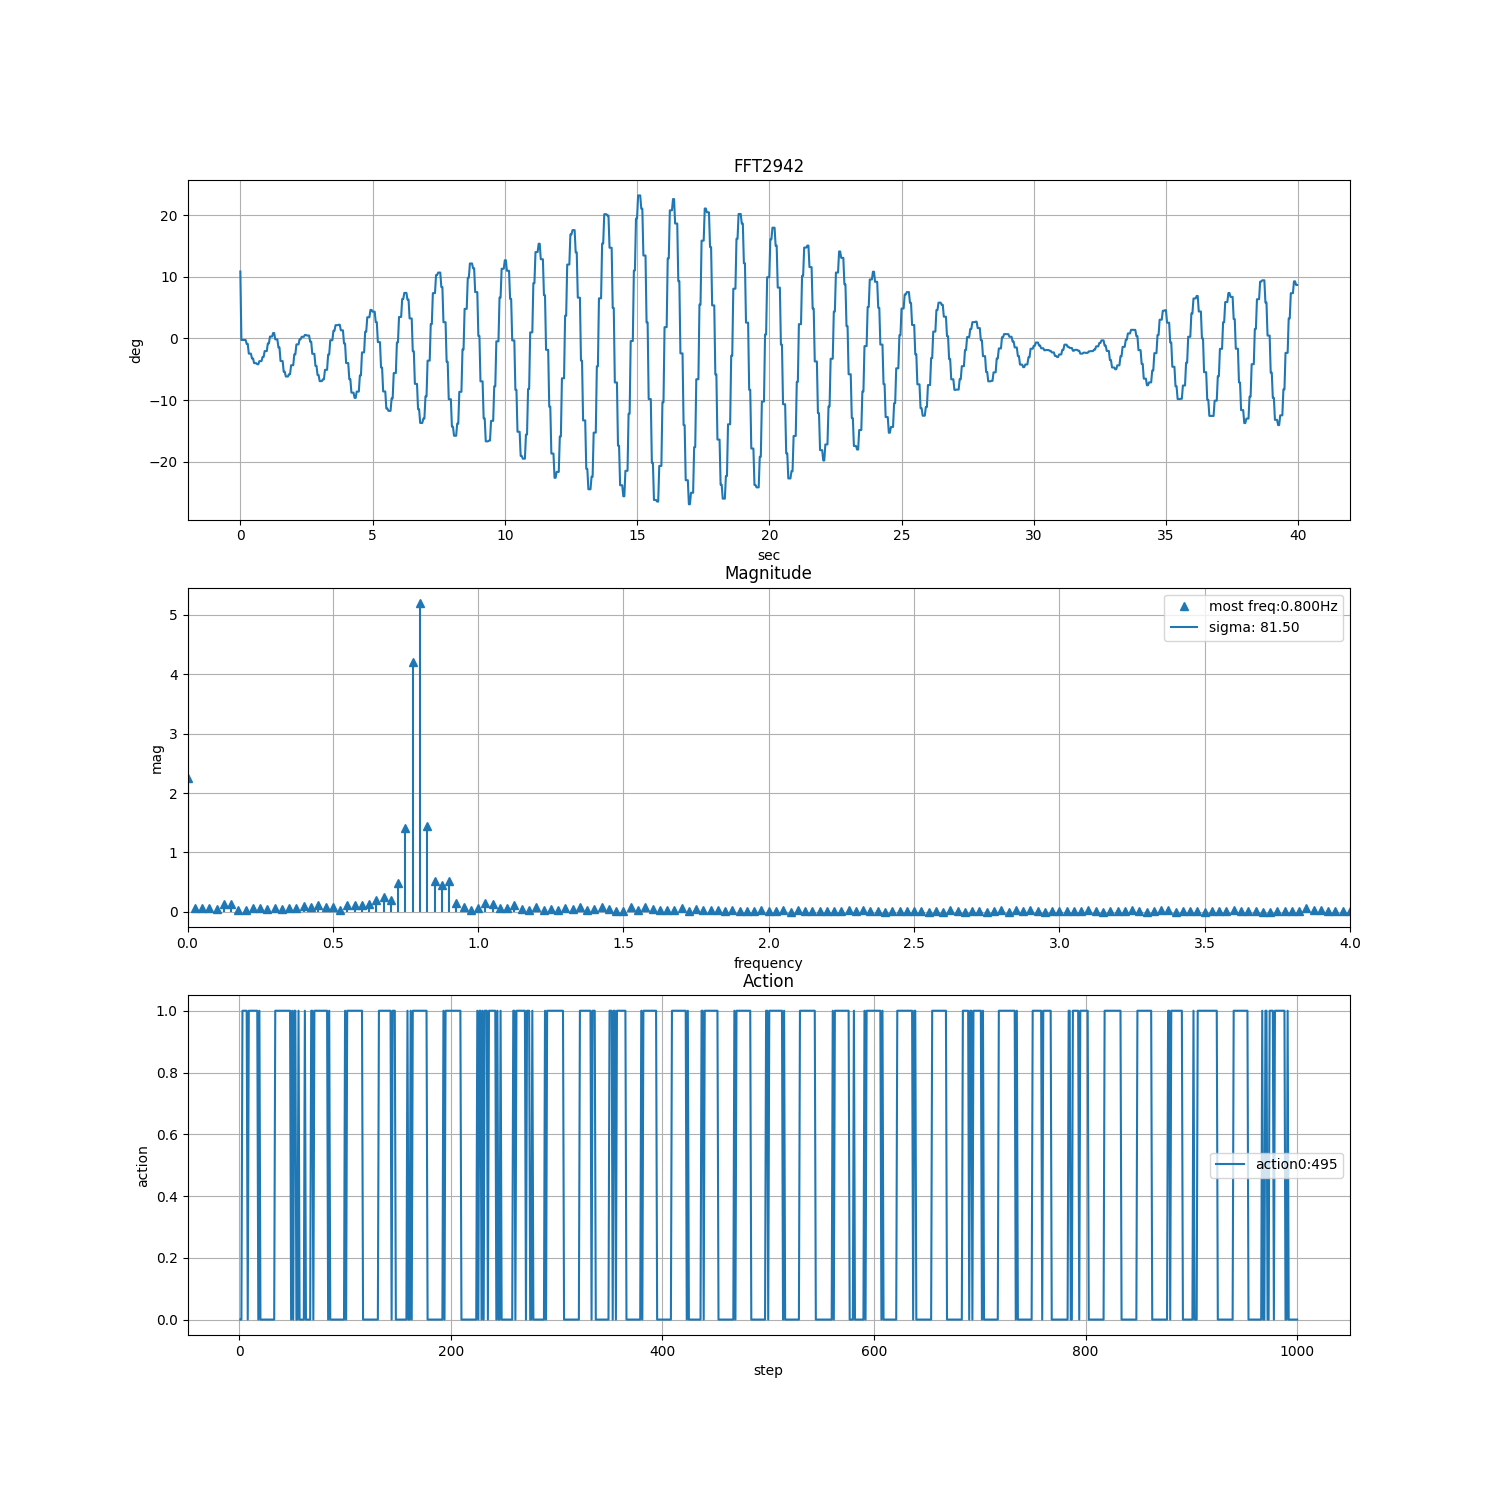 FFT2942
20
10
0
−10
−20
deg
0 5 10 15 20 25 30 35 40
sec
Magnitude
most freq:0.800Hz
sigma: 81.50
5
4
3
2
1
0
mag
0.0 0.5 1.0 1.5 2.0 2.5 3.0 3.5 4.0
frequency
Action
1.0
0.8
0.6
0.4
0.2
0.0
action
action0:495
0 200 400 600 800 1000
step